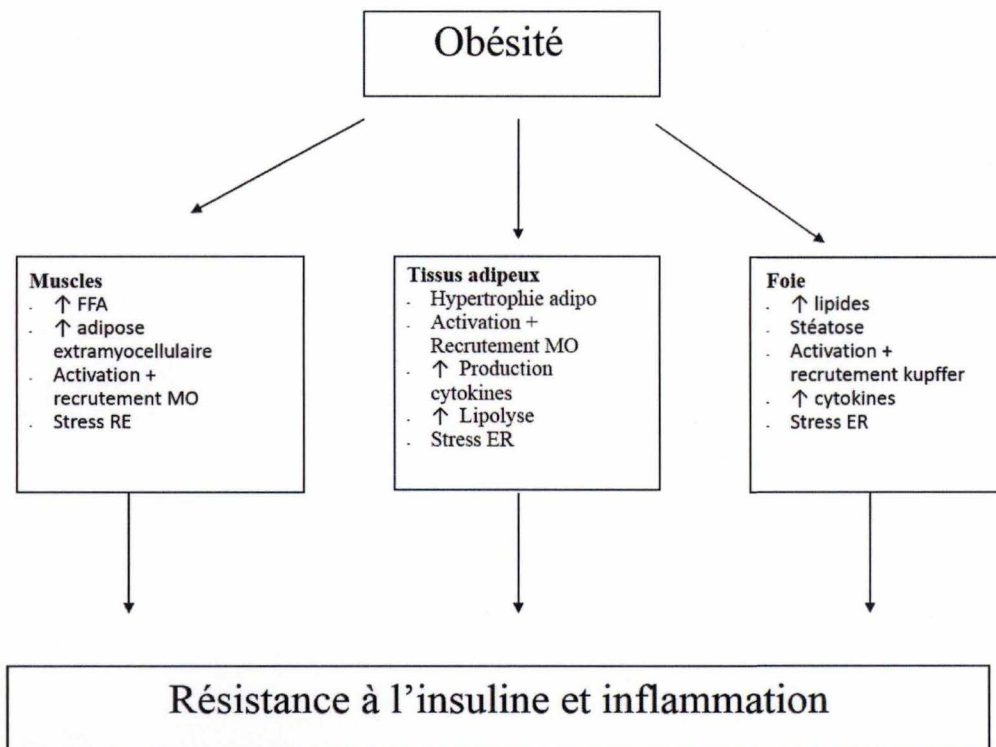 Obésité
Muscles
. ↑ FFA
. ↑ adipose
extramyocellulaire
. Activation +
recrutement MO
. Stress RE
Tissus adipeux
. Hypertrophie adipo
. Activation +
Recrutement MO
. ↑ Production
cytokines
. ↑ Lipolyse
. Stress ER
Foie
. ↑ lipides
. Stéatose
. Activation +
recrutement kupffer
. ↑ cytokines
. Stress ER
Résistance à l’insuline et inflammation